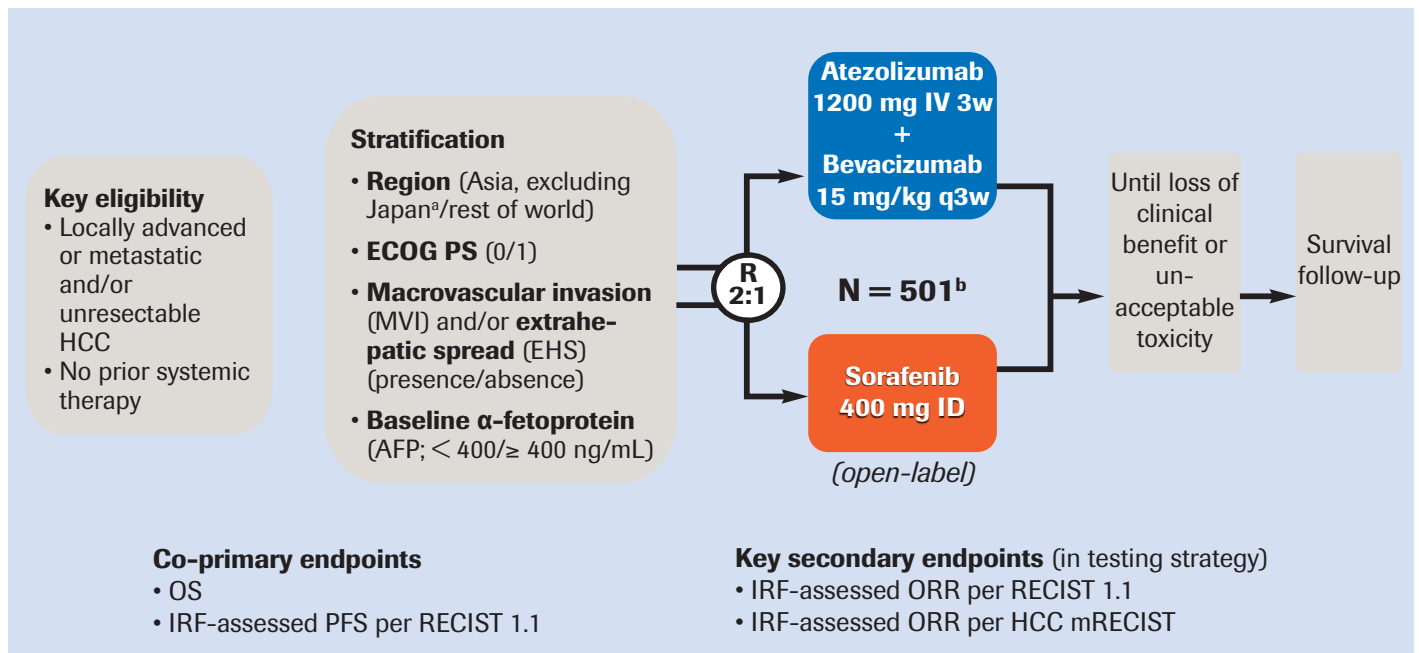 Key eligibility
• Locally advanced
or metastatic
and/or
unresectable
HCC
• No prior systemic
therapy
Stratification
• Region (Asia, excluding
Japanᵃ/rest of world)
• ECOG PS (0/1)
• Macrovascular invasion
(MVI) and/or extrahe-
patic spread (EHS)
(presence/absence)
• Baseline α-fetoprotein
(AFP; < 400/≥ 400 ng/mL)
R
2:1
Atezolizumab
1200 mg IV 3w
+
Bevacizumab
15 mg/kg q3w
N = 501ᵇ
Sorafenib
400 mg ID
(open-label)
Until loss of
clinical
benefit or
un-
acceptable
toxicity
Survival
follow-up
Co-primary endpoints
• OS
• IRF-assessed PFS per RECIST 1.1
Key secondary endpoints (in testing strategy)
• IRF-assessed ORR per RECIST 1.1
• IRF-assessed ORR per HCC mRECIST